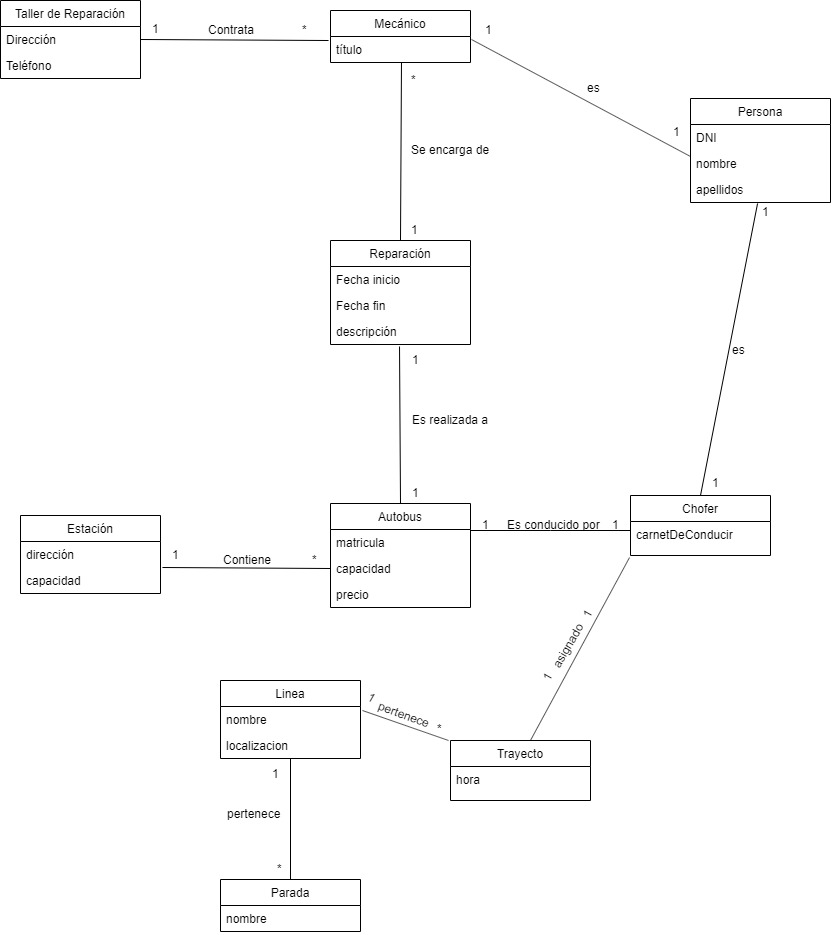 Taller de Reparación
Dirección
Teléfono
1
Contrata
*
Mecánico
título
1
es
1
Persona
DNI
nombre
apellidos
*
Se encarga de
1
Reparación
Fecha inicio
Fecha fin
descripción
1
es
1
1
Es realizada a
1
Estación
dirección
capacidad
1
Contiene
*
Autobus
matricula
capacidad
precio
1
Es conducido por
1
Chofer
carnetDeConducir
1
asignado
1
Linea
nombre
localizacion
1
pertenece
*
Trayecto
hora
1
pertenece
*
Parada
nombre